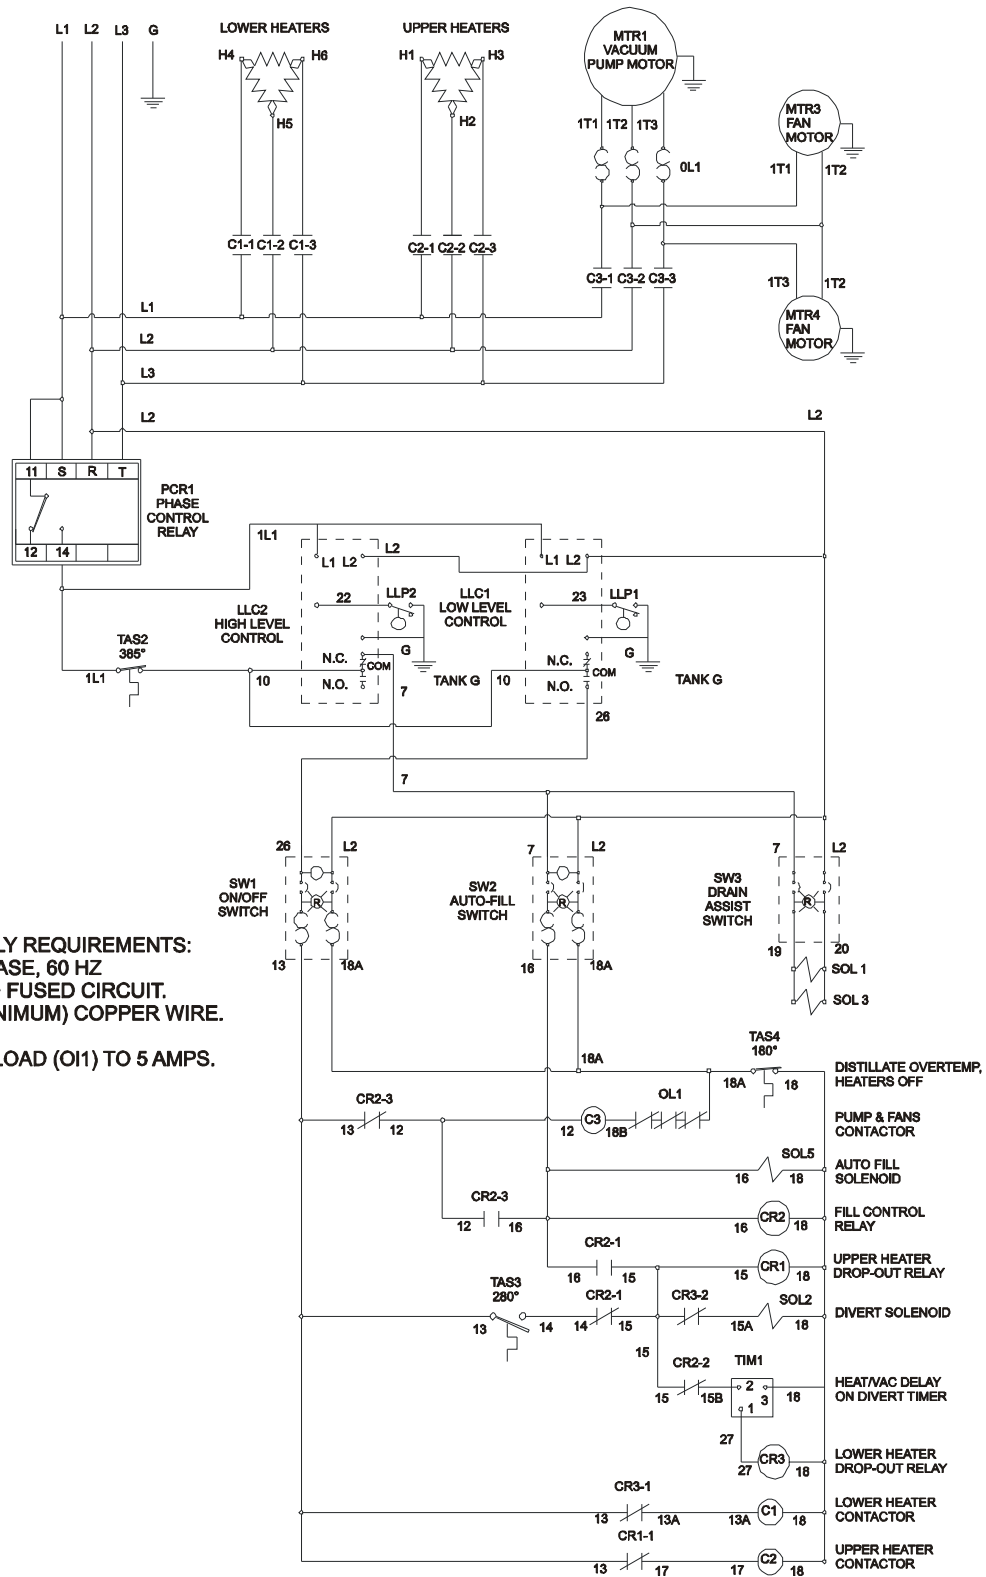 L1 L2 L3 G
LOWER HEATERS
H4 H6
H5
UPPER HEATERS
H1 H3
H2
MTR1
VACUUM
PUMP MOTOR
1T1 1T2 1T3
0L1
MTR3
FAN
MOTOR
1T1 1T2
C1-1 C1-2 C1-3
C2-1 C2-2 C2-3
C3-1 C3-2 C3-3
1T3 1T2
MTR4
FAN
MOTOR
L1
L2
L3
L2
L2
11 S R T
12 14
PCR1
PHASE
CONTROL
RELAY
1L1
L1 L2
L2
L1 L2
22
LLP2
LLC2
HIGH LEVEL
CONTROL
LLC1
LOW LEVEL
CONTROL
23
LLP1
G
G
TAS2
385°
1L1
10
N.C.
COM
N.O.
7
TANK G
10
N.C.
COM
N.O.
TANK G
26
7
26 L2
SW1
ON/OFF
SWITCH
R
13 18A
7 L2
SW2
AUTO-FILL
SWITCH
R
16 18A
7 L2
SW3
DRAIN
ASSIST
SWITCH
R
19 20
SOL 1
SOL 3
LY REQUIREMENTS:
ASE, 60 HZ
FUSED CIRCUIT.
NIMUM) COPPER WIRE.
LOAD (OI1) TO 5 AMPS.
18A
TAS4
180°
18A 18
DISTILLATE OVERTEMP,
HEATERS OFF
CR2-3
13 12
12 C3 18B
OL1
PUMP & FANS
CONTACTOR
SOL5
16 18
AUTO FILL
SOLENOID
CR2-3
12 16
16 CR2 18
FILL CONTROL
RELAY
CR2-1
16 15
15 CR1 18
UPPER HEATER
DROP-OUT RELAY
TAS3
280°
13 14
CR2-1
14 15
CR3-2
15A
SOL2
18
DIVERT SOLENOID
15
CR2-2
15 15B
TIM1
2 3 1
18
HEAT/VAC DELAY
ON DIVERT TIMER
27
27 CR3 18
LOWER HEATER
DROP-OUT RELAY
CR3-1
13 13A
13A C1 18
LOWER HEATER
CONTACTOR
CR1-1
13 17
17 C2 18
UPPER HEATER
CONTACTOR